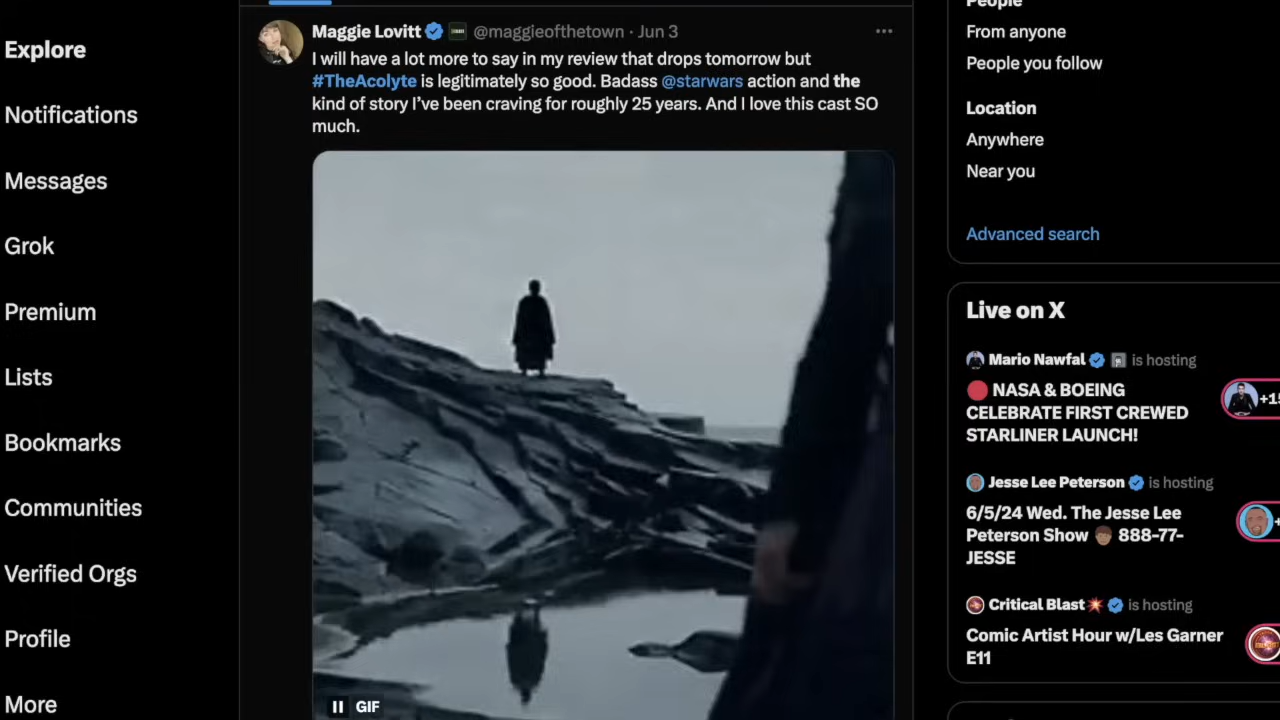 Explore
Notifications
Messages
Grok
Premium
Lists
Bookmarks
Communities
Verified Orgs
Profile
More
Maggie Lovitt @maggieofthetown · Jun 3
I will have a lot more to say in my review that drops tomorrow but
#TheAcolyte is legitimately so good. Badass @starwars action and the
kind of story I've been craving for roughly 25 years. And I love this cast SO
much.
GIF
People
From anyone
People you follow
Location
Anywhere
Near you
Advanced search
Live on X
Mario Nawfal is hosting
NASA & BOEING
CELEBRATE FIRST CREWED
STARLINER LAUNCH!
Jesse Lee Peterson is hosting
6/5/24 Wed. The Jesse Lee
Peterson Show 888-77-
JESSE
Critical Blast is hosting
Comic Artist Hour w/Les Garner
E11